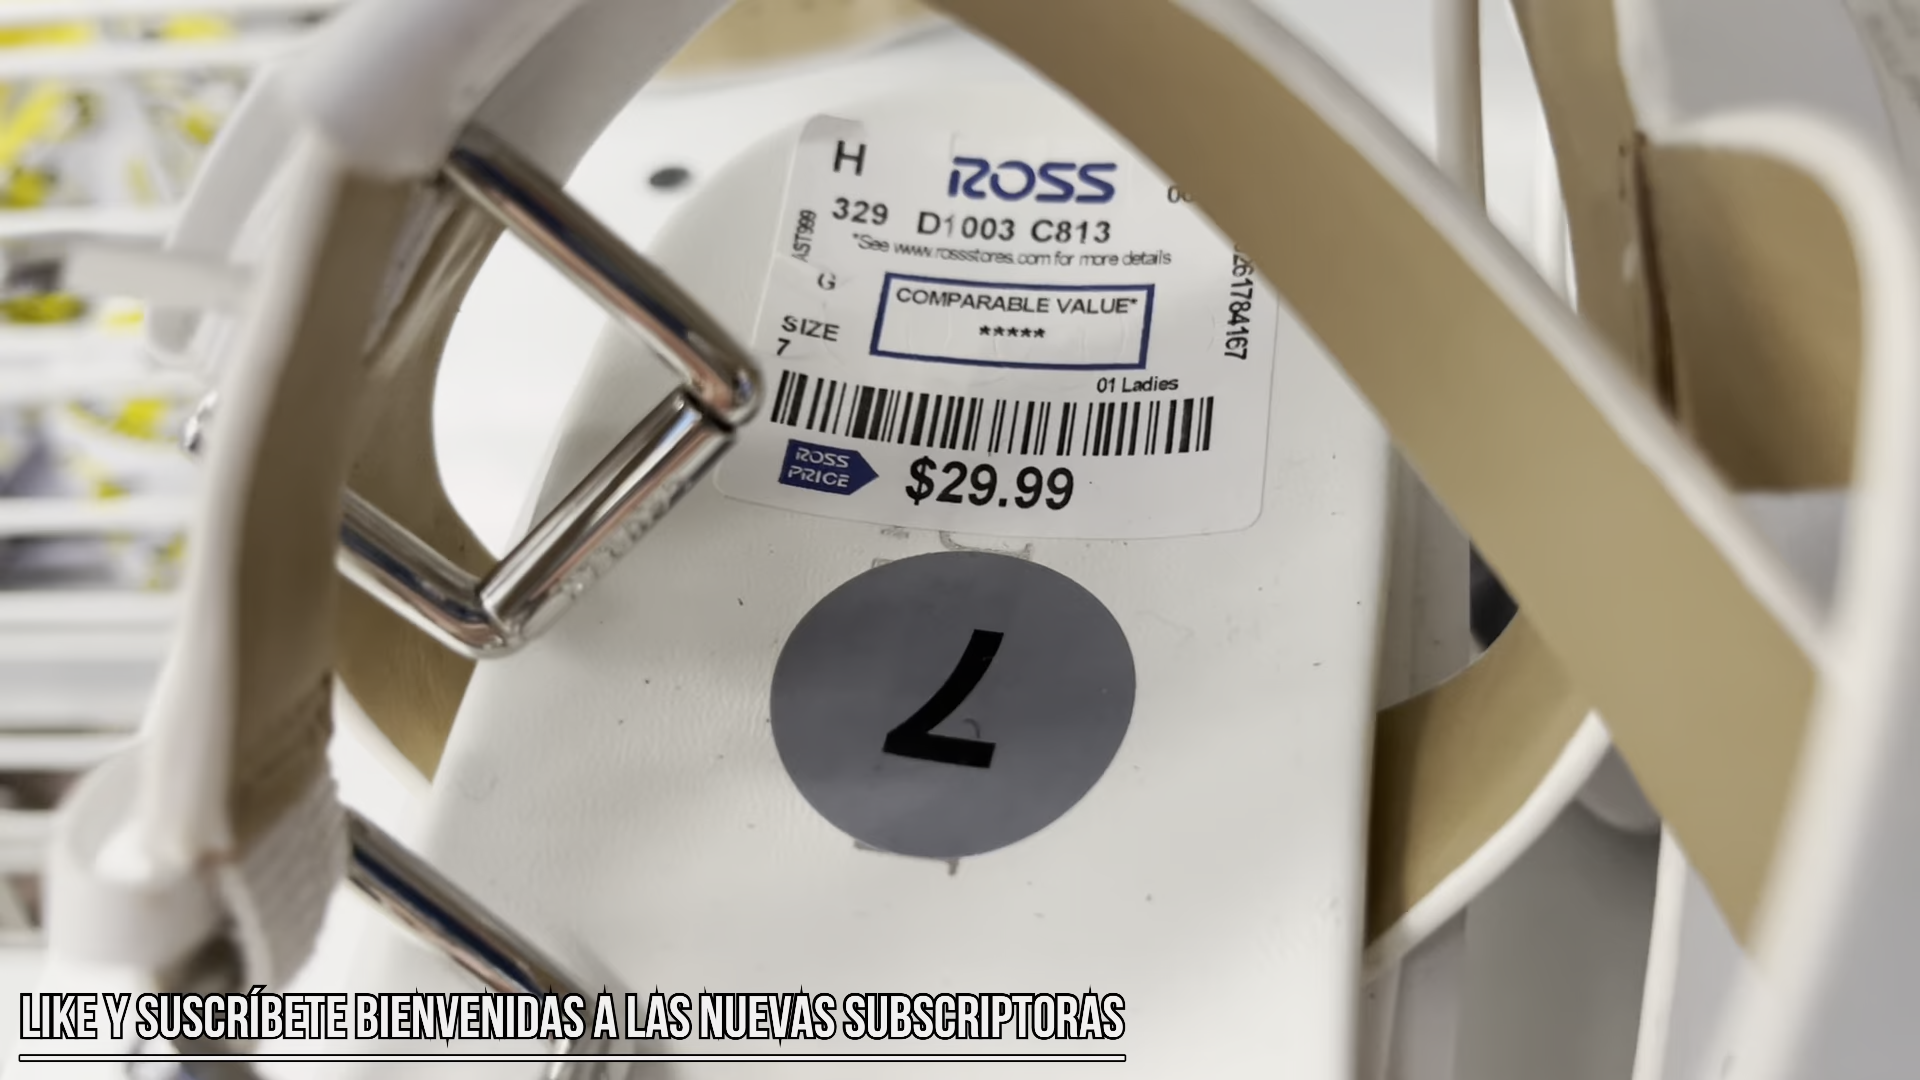 H
ROSS
329 D1003 C813
*See www.rossstores.com for more details
AST999
G
COMPARABLE VALUE*
*****
SIZE
7
01 Ladies
ROSS
PRICE
$29.99
7
LIKE Y SUSCRÍBETE BIENVENIDAS A LAS NUEVAS SUBSCRIPTORAS